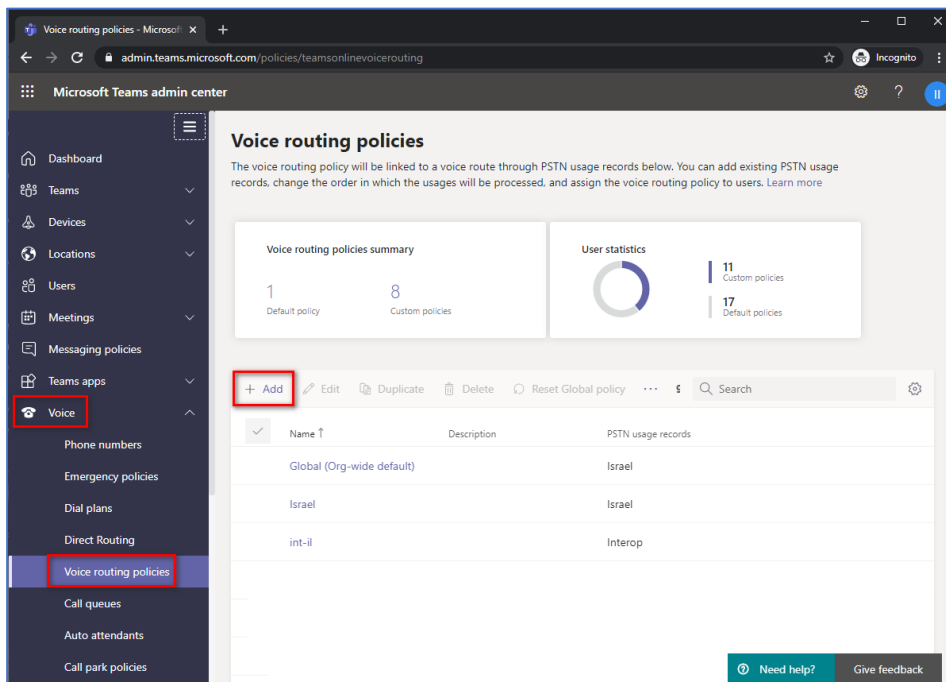 Voice routing policies - Microsoft
admin.teams.microsoft.com/policies/teamsonlinevoicerouting
Incognito
Microsoft Teams admin center
?
II
Dashboard
Teams
Devices
Locations
Users
Meetings
Messaging policies
Teams apps
Voice
Phone numbers
Emergency policies
Dial plans
Direct Routing
Voice routing policies
Call queues
Auto attendants
Call park policies
Voice routing policies
The voice routing policy will be linked to a voice route through PSTN usage records below. You can add existing PSTN usage
records, change the order in which the usages will be processed, and assign the voice routing policy to users. Learn more
Voice routing policies summary
1
Default policy
8
Custom policies
User statistics
11
Custom policies
17
Default policies
+ Add Edit Duplicate Delete Reset Global policy ... Search
Name ↑ Description PSTN usage records
Global (Org-wide default) Israel
Israel Israel
int-il Interop
Need help? Give feedback